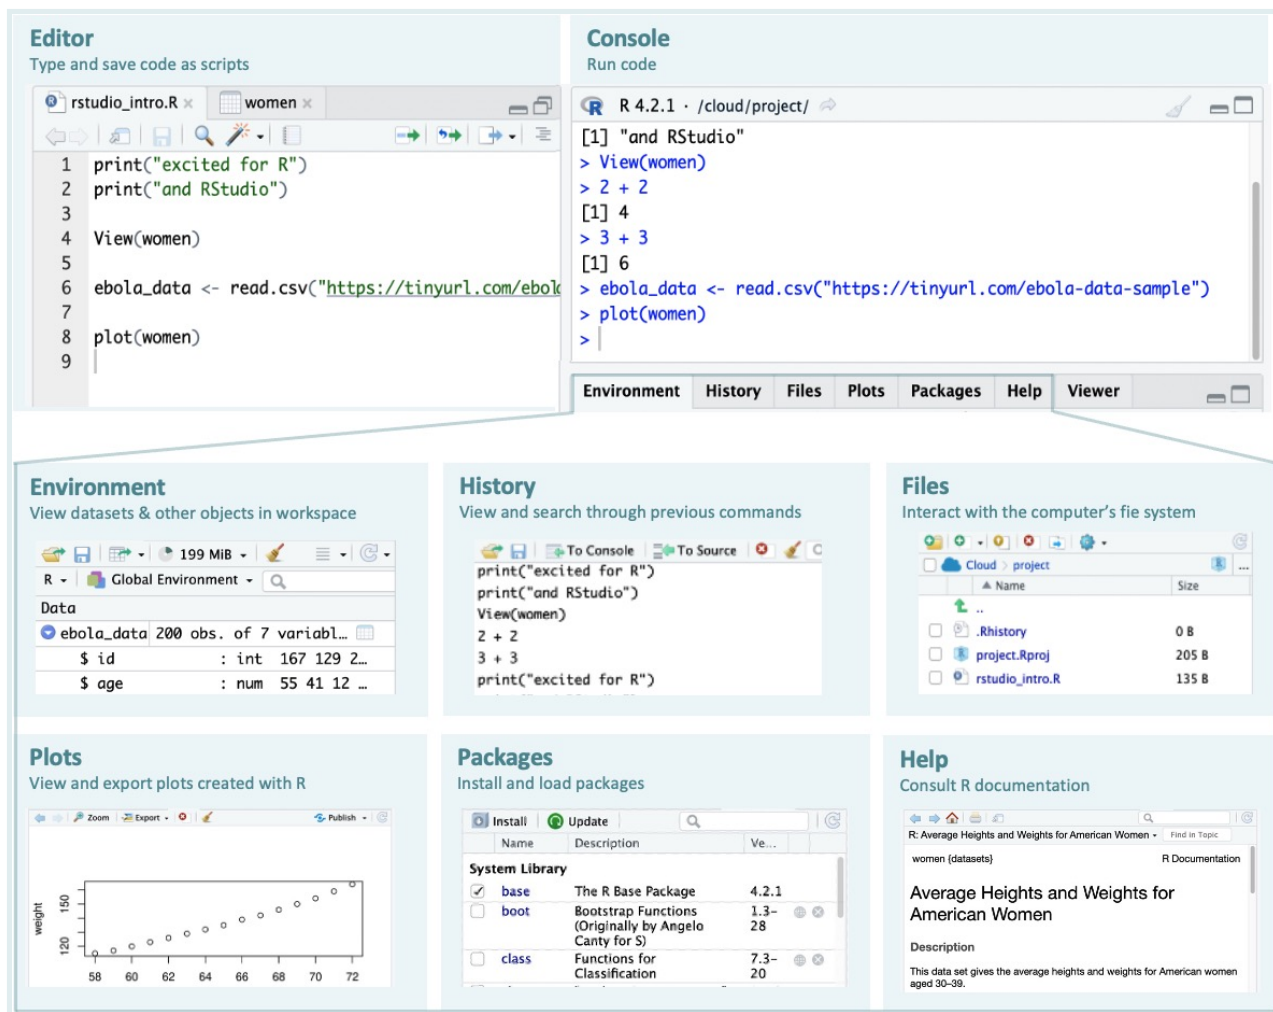 Editor
Type and save code as scripts
rstudio_intro.R
women
1 print("excited for R")
2 print("and RStudio")
3
4 View(women)
5
6 ebola_data <- read.csv("https://tinyurl.com/ebol
7
8 plot(women)
9
Console
Run code
R 4.2.1 · /cloud/project/
[1] "and RStudio"
> View(women)
> 2 + 2
[1] 4
> 3 + 3
[1] 6
> ebola_data <- read.csv("https://tinyurl.com/ebola-data-sample")
> plot(women)
>
Environment History Files Plots Packages Help Viewer
Environment
View datasets & other objects in workspace
199 MiB
R Global Environment
Data
ebola_data 200 obs. of 7 variabl...
$ id : int 167 129 2...
$ age : num 55 41 12 ...
History
View and search through previous commands
To Console To Source
print("excited for R")
print("and RStudio")
View(women)
2 + 2
3 + 3
print("excited for R")
Files
Interact with the computer's fie system
Cloud > project ...
Name Size
..
.Rhistory 0 B
project.Rproj 205 B
rstudio_intro.R 135 B
Plots
View and export plots created with R
Zoom Export Publish
weight
150
120
58 60 62 64 66 68 70 72
Packages
Install and load packages
Install Update
Name Description Ve...
System Library
base The R Base Package 4.2.1
boot Bootstrap Functions 1.3-
(Originally by Angelo 28
Canty for S)
class Functions for 7.3-
Classification 20
Help
Consult R documentation
R: Average Heights and Weights for American Women Find in Topic
women {datasets} R Documentation
Average Heights and Weights for
American Women
Description
This data set gives the average heights and weights for American women
aged 30–39.